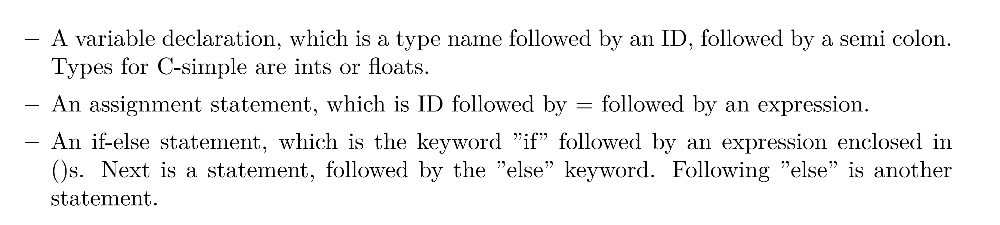 – A variable declaration, which is a type name followed by an ID, followed by a semi colon.
Types for C-simple are ints or floats.
– An assignment statement, which is ID followed by = followed by an expression.
– An if-else statement, which is the keyword ”if” followed by an expression enclosed in
()s. Next is a statement, followed by the ”else” keyword. Following ”else” is another
statement.